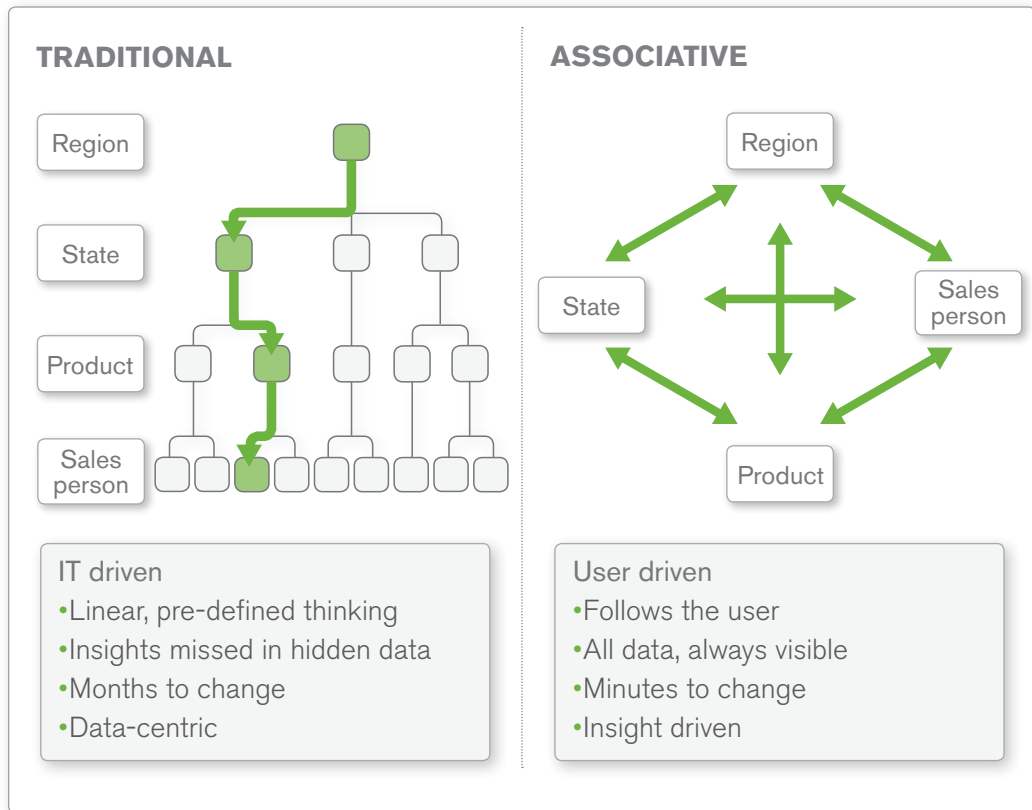 TRADITIONAL
Region
State
Product
Sales
person
IT driven
•Linear, pre-defined thinking
•Insights missed in hidden data
•Months to change
•Data-centric
ASSOCIATIVE
Region
State
Sales
person
Product
User driven
•Follows the user
•All data, always visible
•Minutes to change
•Insight driven